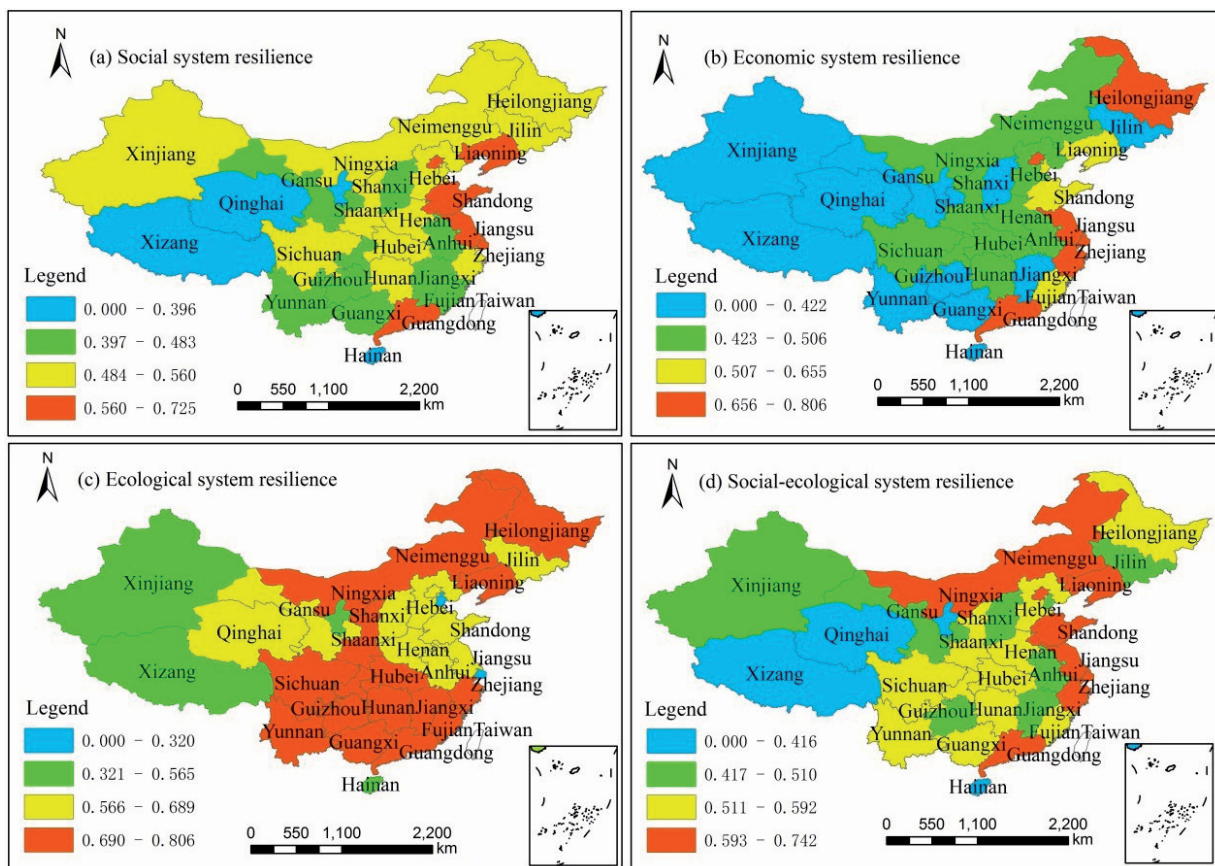 N
(a) Social system resilience
Heilongjiang
Neimenggu
Jilin
Xinjiang
Liaoning
Ningxia
Hebei
Gansu
Shanxi
Shandong
Qinghai
Shaanxi
Henan
Jiangsu
Xizang
Hubei
Anhui
Sichuan
Zhejiang
Legend
Guizhou
Hunan
Jiangxi
0.000 - 0.396
Yunnan
Fujian
Taiwan
Guangxi
Guangdong
0.397 - 0.483
Hainan
0.484 - 0.560
0 550 1,100 2,200
0.560 - 0.725
km
N
(b) Economic system resilience
Heilongjiang
Neimenggu
Jilin
Xinjiang
Liaoning
Ningxia
Hebei
Gansu
Shanxi
Shandong
Qinghai
Shaanxi
Henan
Jiangsu
Xizang
Hubei
Anhui
Sichuan
Zhejiang
Legend
Guizhou
Hunan
Jiangxi
0.000 - 0.422
Yunnan
Fujian
Taiwan
Guangxi
Guangdong
0.423 - 0.506
Hainan
0.507 - 0.655
0 550 1,100 2,200
0.656 - 0.806
km
N
(c) Ecological system resilience
Heilongjiang
Neimenggu
Jilin
Xinjiang
Liaoning
Ningxia
Hebei
Gansu
Shanxi
Shandong
Qinghai
Shaanxi
Henan
Jiangsu
Xizang
Hubei
Anhui
Sichuan
Zhejiang
Legend
Guizhou
Hunan
Jiangxi
0.000 - 0.320
Yunnan
Fujian
Taiwan
Guangxi
Guangdong
0.321 - 0.565
Hainan
0.566 - 0.689
0 550 1,100 2,200
0.690 - 0.806
km
N
(d) Social-ecological system resilience
Heilongjiang
Neimenggu
Jilin
Xinjiang
Liaoning
Ningxia
Hebei
Gansu
Shanxi
Shandong
Qinghai
Shaanxi
Henan
Jiangsu
Xizang
Hubei
Anhui
Sichuan
Zhejiang
Legend
Guizhou
Hunan
Jiangxi
0.000 - 0.416
Yunnan
Fujian
Taiwan
Guangxi
Guangdong
0.417 - 0.510
Hainan
0.511 - 0.592
0 550 1,100 2,200
0.593 - 0.742
km